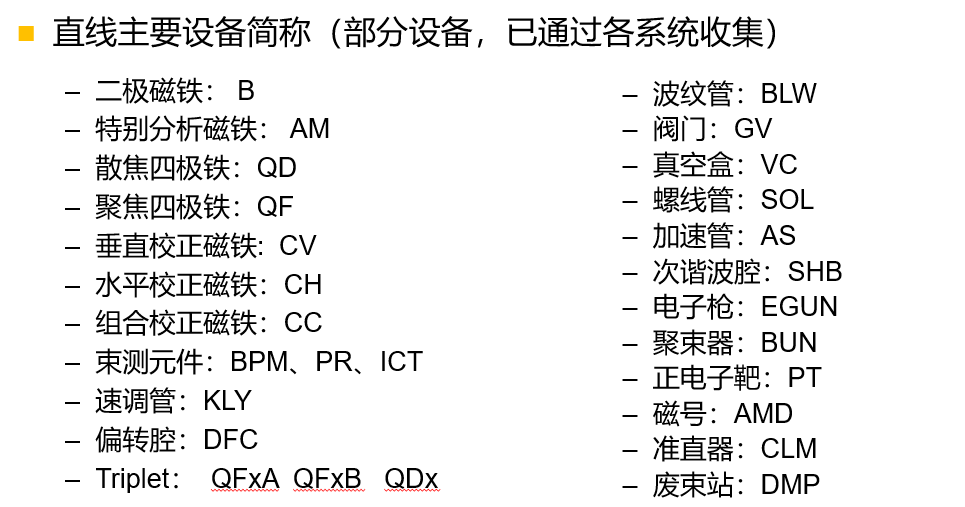 直线主要设备简称（部分设备，已通过各系统收集）
– 二极磁铁： B
– 特别分析磁铁： AM
– 散焦四极铁：QD
– 聚焦四极铁：QF
– 垂直校正磁铁: CV
– 水平校正磁铁：CH
– 组合校正磁铁：CC
– 束测元件：BPM、PR、ICT
– 速调管：KLY
– 偏转腔：DFC
– Triplet： QFxA QFxB QDx
– 波纹管：BLW
– 阀门：GV
– 真空盒：VC
– 螺线管：SOL
– 加速管：AS
– 次谐波腔：SHB
– 电子枪：EGUN
– 聚束器：BUN
– 正电子靶：PT
– 磁号：AMD
– 准直器：CLM
– 废束站：DMP